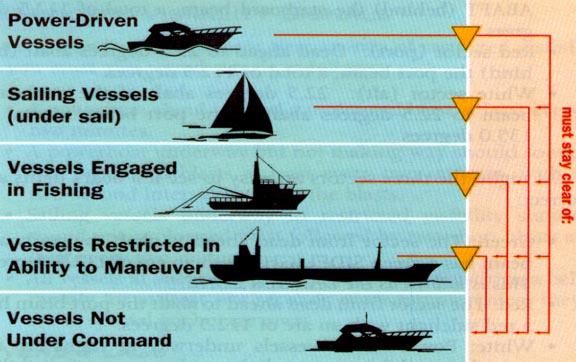 Power-Driven
Vessels
Sailing Vessels
(under sail)
Vessels Engaged
in Fishing
Vessels Restricted in
Ability to Maneuver
Vessels Not
Under Command
must stay clear of: